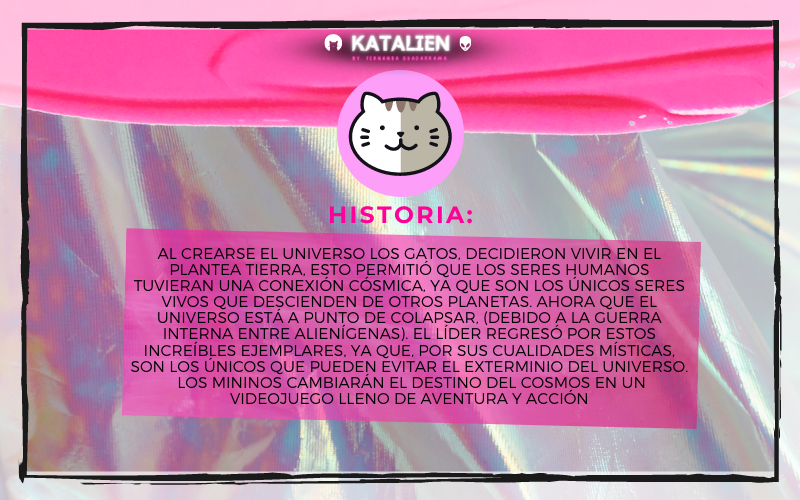 KATALIEN
BY. FERNANDA GUADARRAMA
HISTORIA:
AL CREARSE EL UNIVERSO LOS GATOS, DECIDIERON VIVIR EN EL
PLANTEA TIERRA, ESTO PERMITIÓ QUE LOS SERES HUMANOS
TUVIERAN UNA CONEXIÓN CÓSMICA, YA QUE SON LOS ÚNICOS SERES
VIVOS QUE DESCIENDEN DE OTROS PLANETAS. AHORA QUE EL
UNIVERSO ESTÁ A PUNTO DE COLAPSAR, (DEBIDO A LA GUERRA
INTERNA ENTRE ALIENÍGENAS). EL LÍDER REGRESÓ POR ESTOS
INCREÍBLES EJEMPLARES, YA QUE, POR SUS CUALIDADES MÍSTICAS,
SON LOS ÚNICOS QUE PUEDEN EVITAR EL EXTERMINIO DEL UNIVERSO.
LOS MININOS CAMBIARÁN EL DESTINO DEL COSMOS EN UN
VIDEOJUEGO LLENO DE AVENTURA Y ACCIÓN